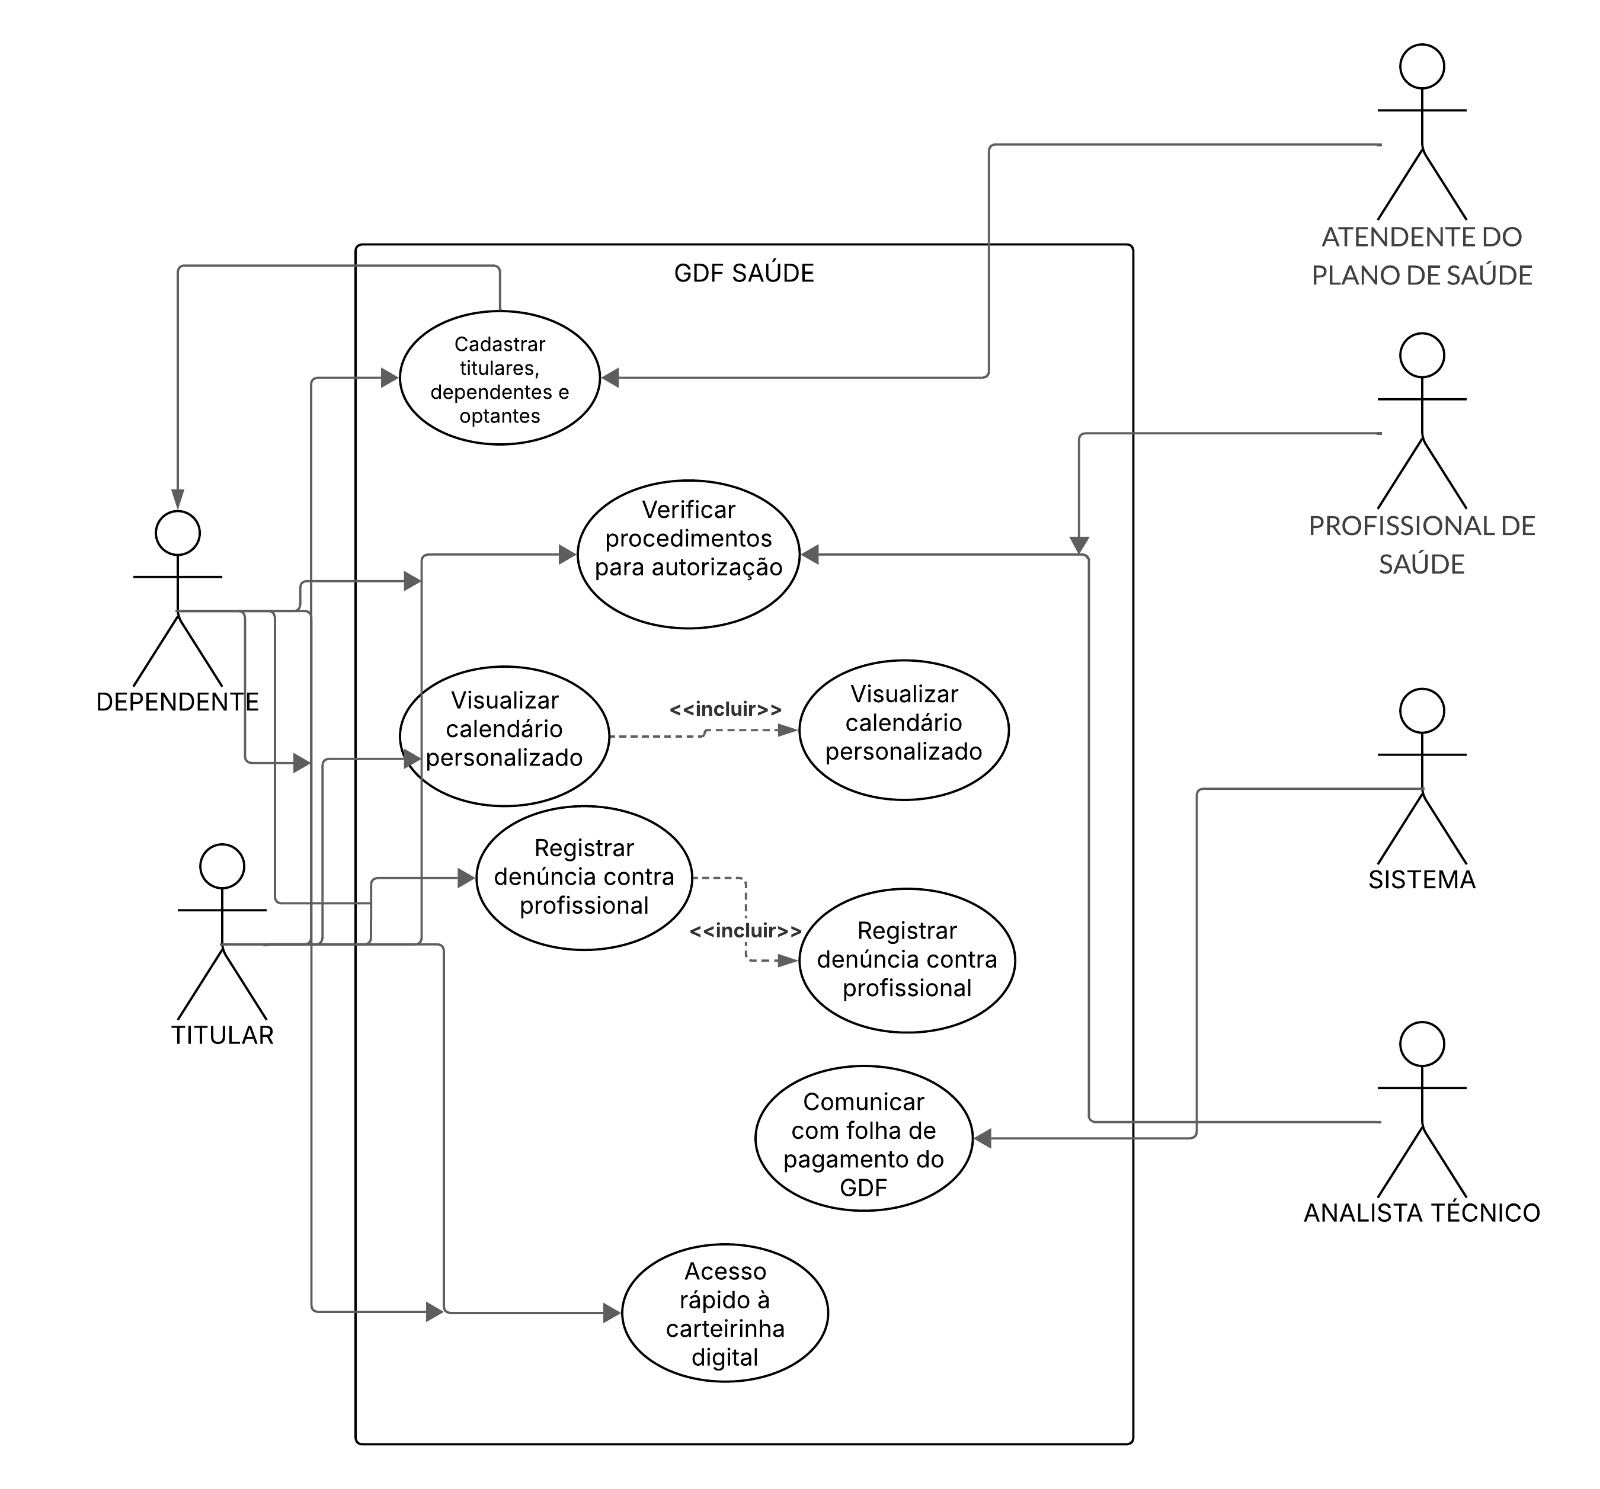 ATENDENTE DO
PLANO DE SAÚDE
GDF SAÚDE
Cadastrar
titulares,
dependentes e
optantes
PROFISSIONAL DE
SAÚDE
Verificar
procedimentos
para autorização
DEPENDENTE
Visualizar
calendário
personalizado
<<incluir>>
Visualizar
calendário
personalizado
Registrar
denúncia contra
profissional
<<incluir>>
Registrar
denúncia contra
profissional
SISTEMA
TITULAR
Comunicar
com folha de
pagamento do
GDF
ANALISTA TÉCNICO
Acesso
rápido à
carteirinha
digital